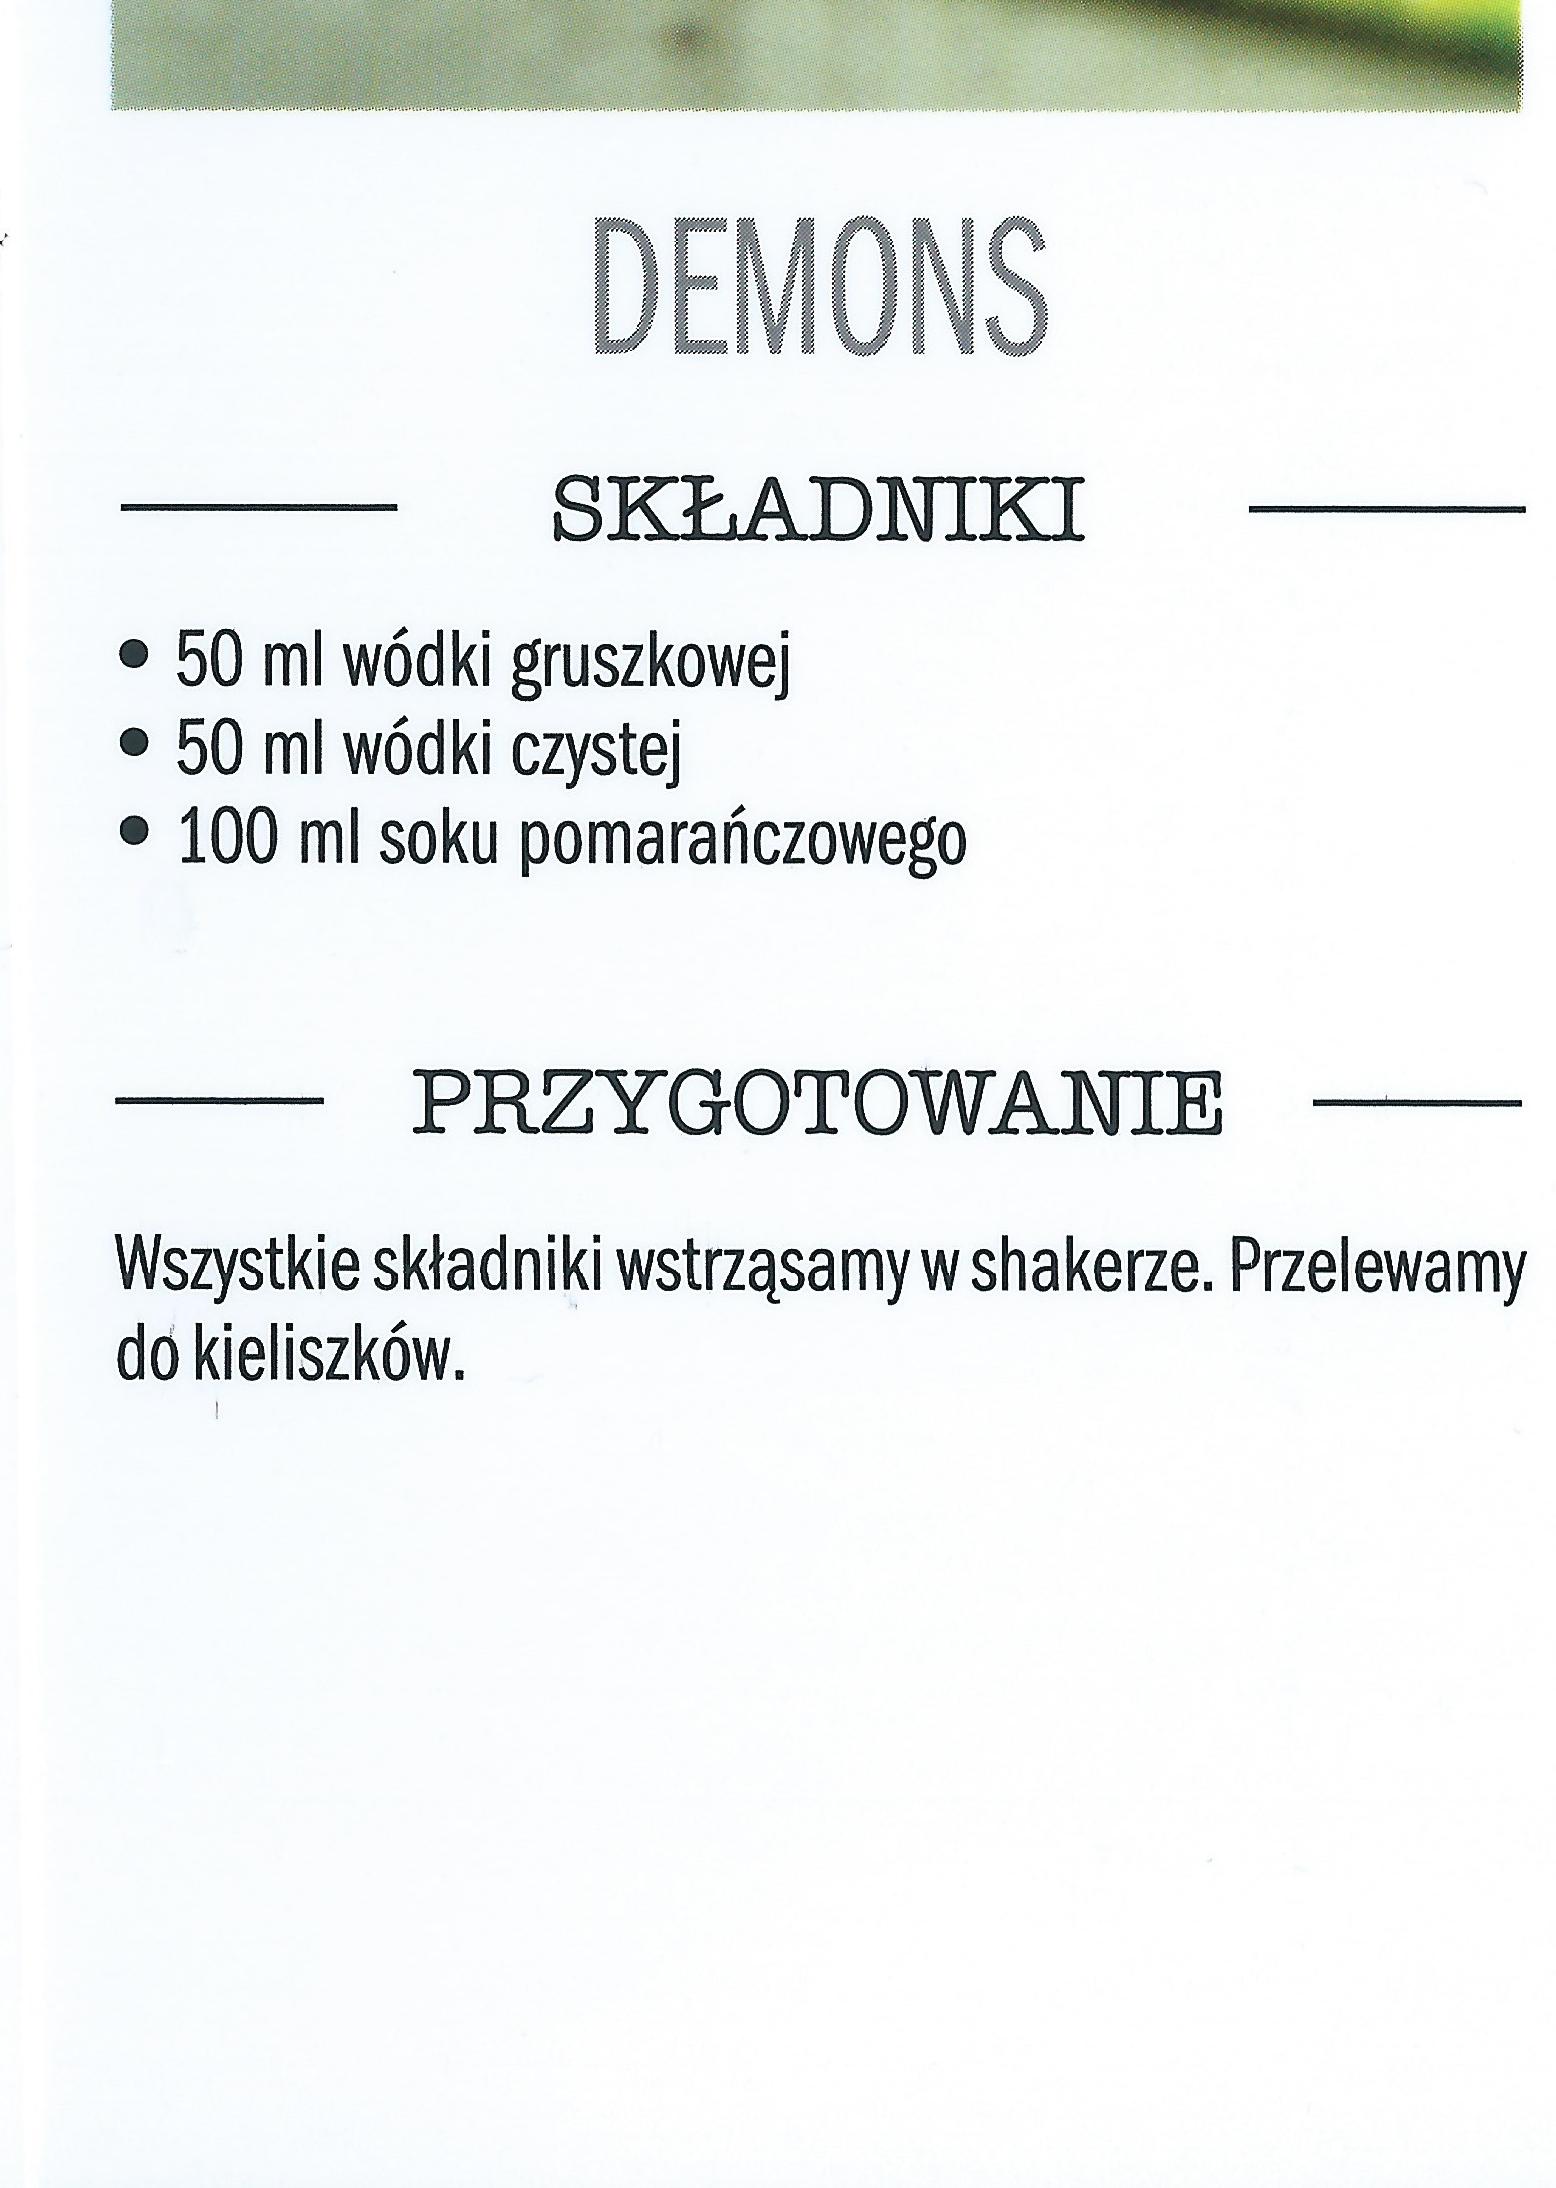 DEMONS
SKŁADNIKI
• 50 ml wódki gruszkowej
• 50 ml wódki czystej
• 100 ml soku pomarańczowego
PRZYGOTOWANIE
Wszystkie składniki wstrząsamy w shakerze. Przelewamy
do kieliszków.